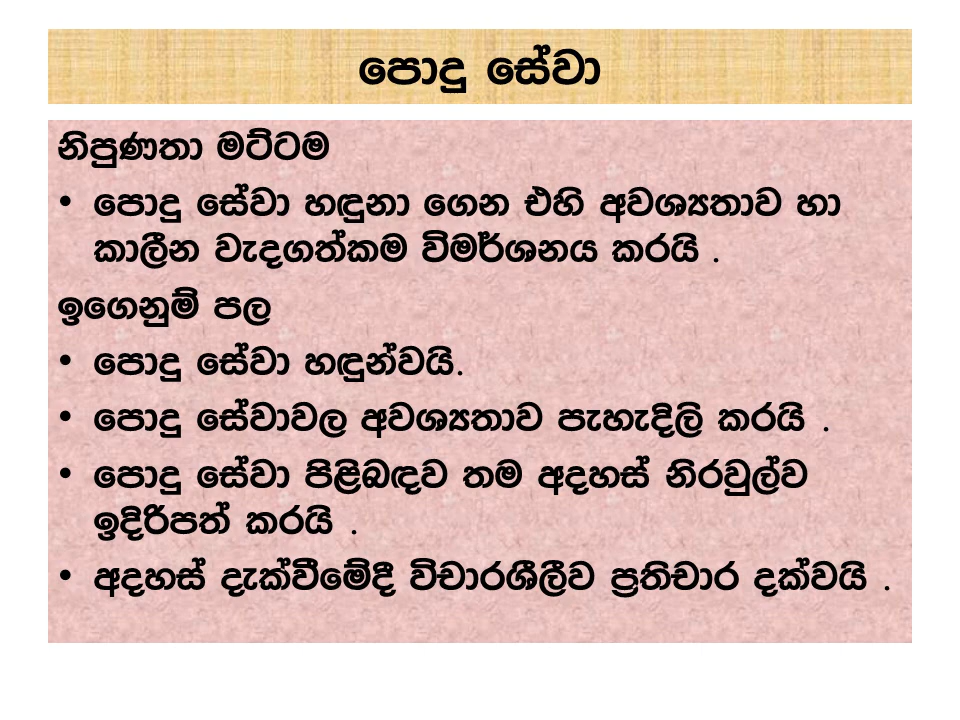 පොදු සේවා
නිපුණතා මට්ටම
• පොදු සේවා හඳුනා ගෙන එහි අවශ්‍යතාව හා
කාලීන වැදගත්කම විමර්ශනය කරයි .
ඉගෙනුම් පල
• පොදු සේවා හඳුන්වයි.
• පොදු සේවාවල අවශ්‍යතාව පැහැදිලි කරයි .
• පොදු සේවා පිළිබඳව තම අදහස් නිරවුල්ව
ඉදිරිපත් කරයි .
• අදහස් දැක්වීමේදී විචාරශීලීව ප්‍රතිචාර දක්වයි .